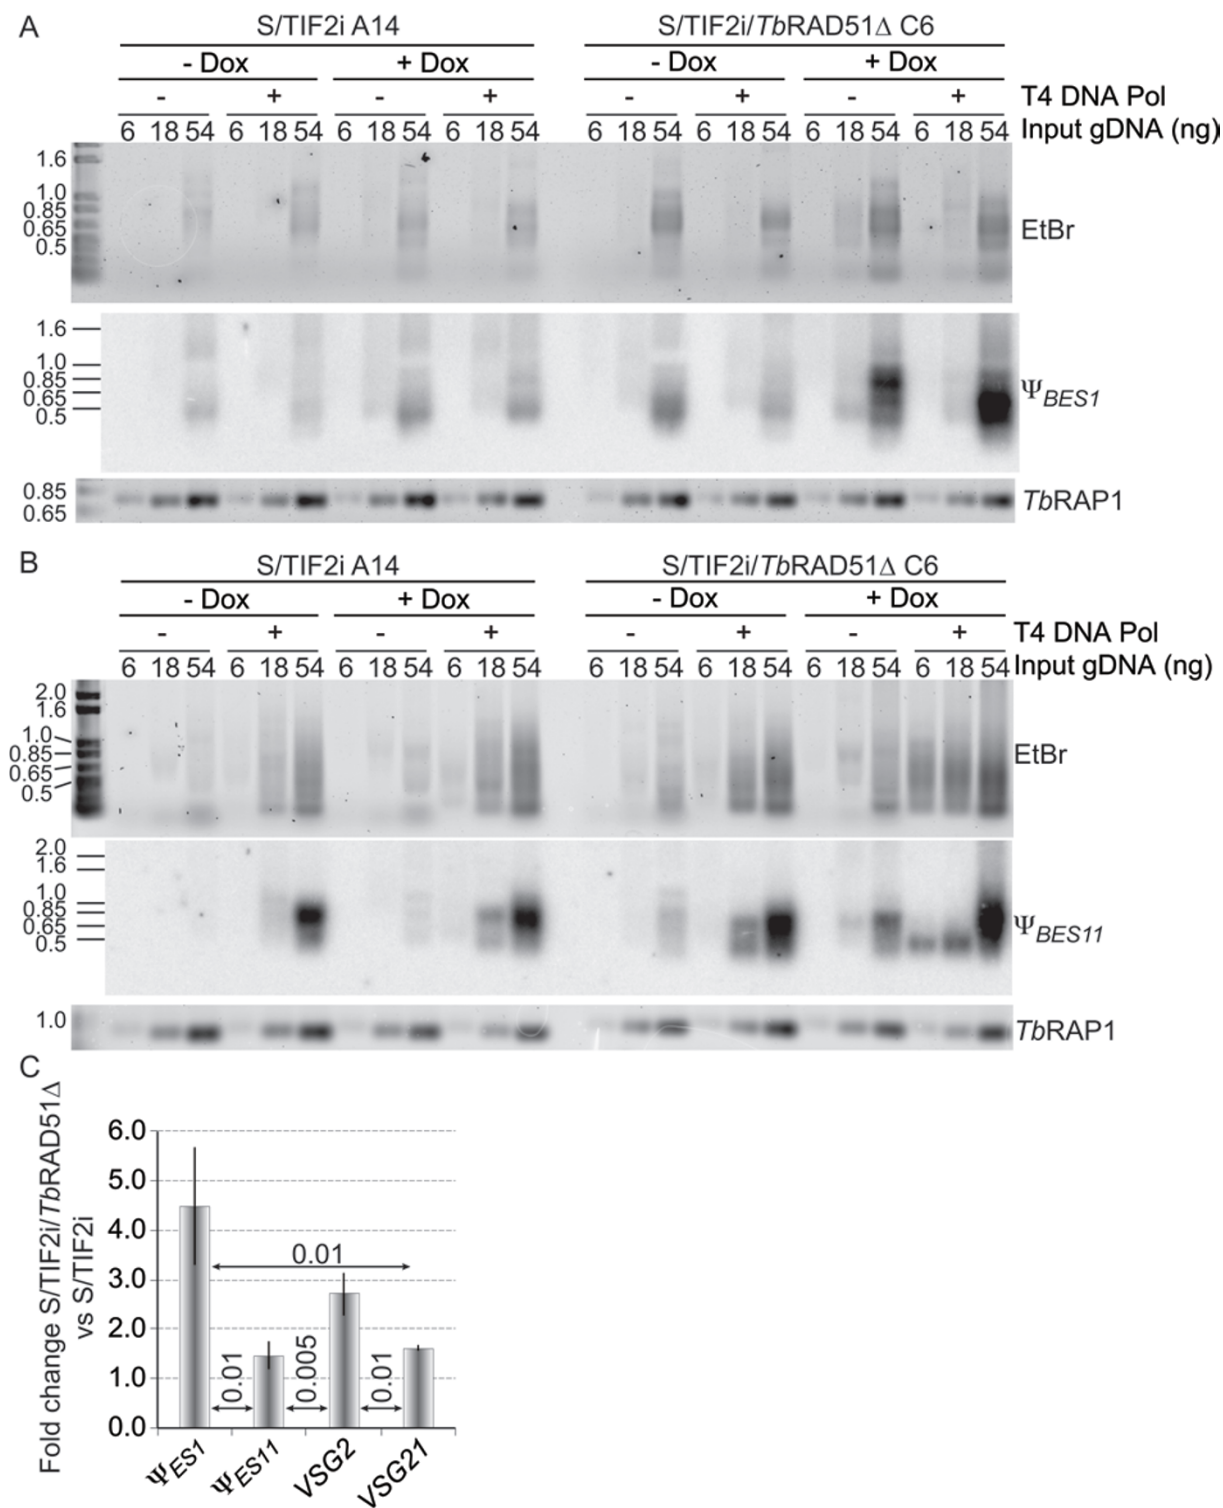 A
S/TIF2i A14 S/TIF2i/TbRAD51Δ C6
- Dox + Dox - Dox + Dox
- + - + - + - + T4 DNA Pol
6 18 54 6 18 54 6 18 54 6 18 54 6 18 54 6 18 54 6 18 54 6 18 54 Input gDNA (ng)
1.6
1.0
0.85
0.65
0.5
EtBr
1.6
1.0
0.85
0.65
0.5
ΨBES1
0.85
0.65
TbRAP1
B
S/TIF2i A14 S/TIF2i/TbRAD51Δ C6
- Dox + Dox - Dox + Dox
- + - + - + - + T4 DNA Pol
6 18 54 6 18 54 6 18 54 6 18 54 6 18 54 6 18 54 6 18 54 6 18 54 Input gDNA (ng)
2.0
1.6
1.0
0.85
0.65
0.5
EtBr
2.0
1.6
1.0
0.85
0.65
0.5
ΨBES11
1.0
TbRAP1
C
Fold change S/TIF2i/TbRAD51Δ
vs S/TIF2i
6.0
5.0
4.0
3.0
2.0
1.0
0.0
0.01
0.01
0.005
0.01
ΨES1
ΨES11
VSG2
VSG21